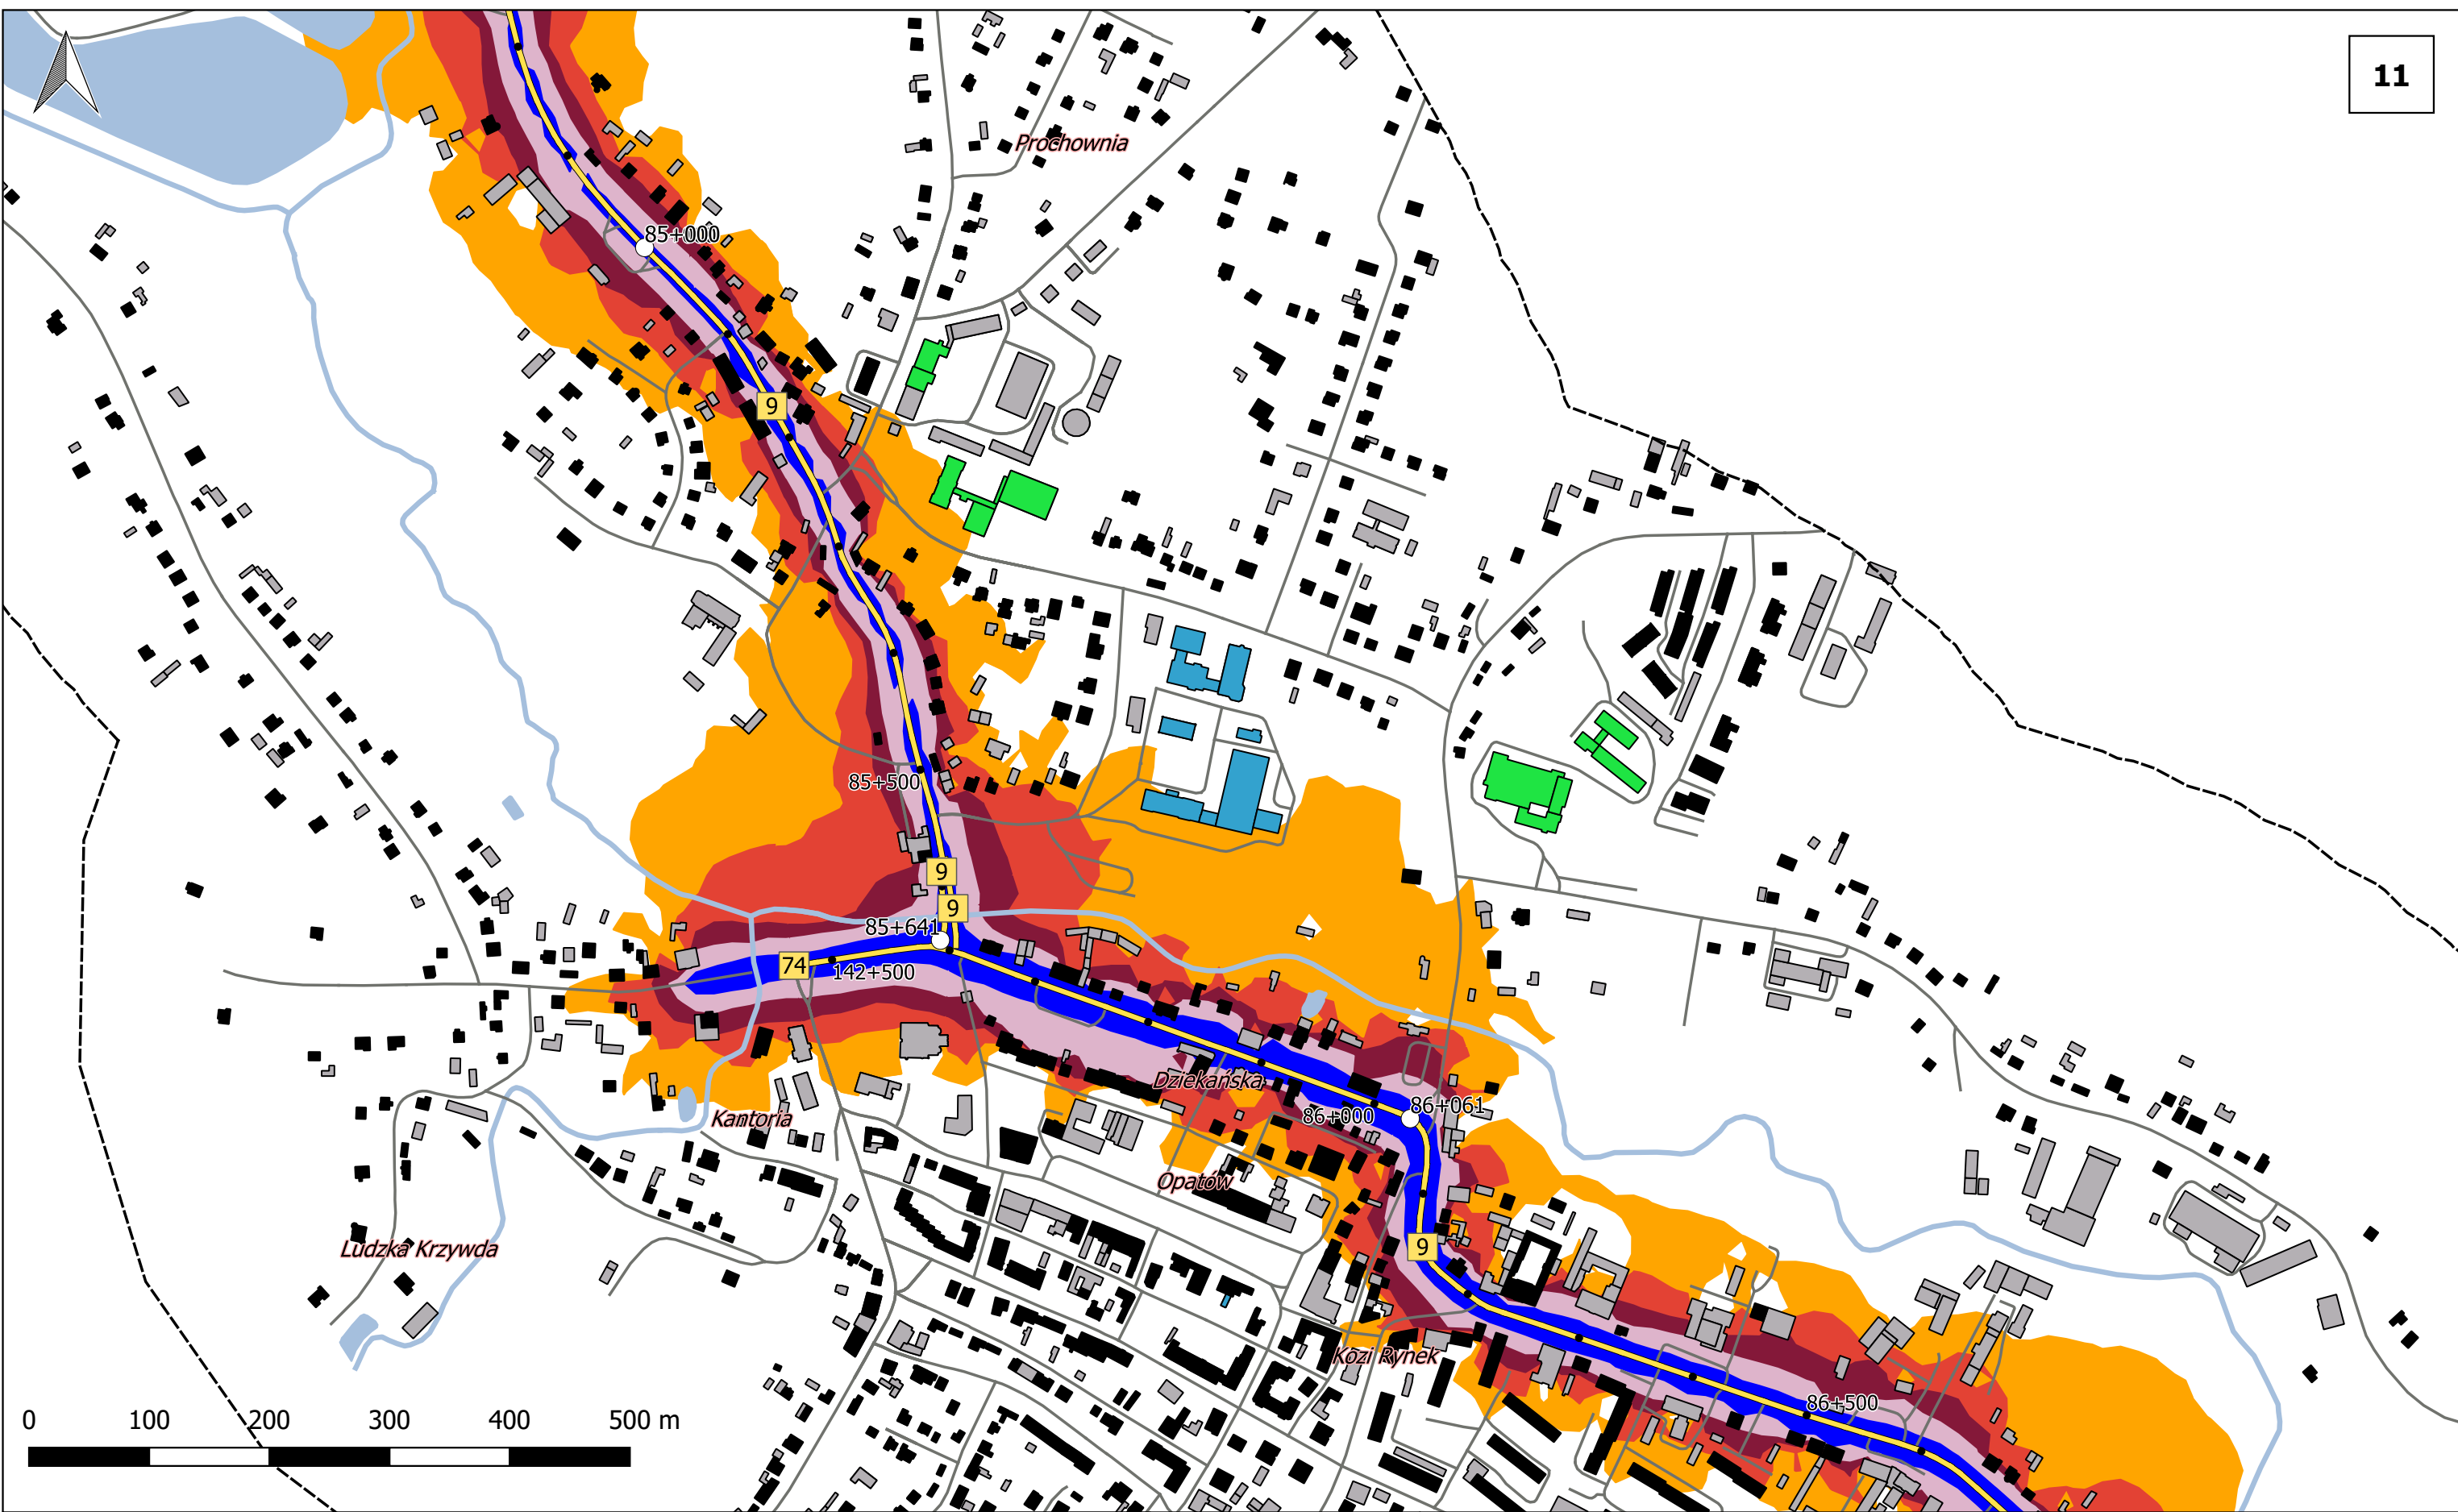 11
Prochownia
85+000
9
85+500
9
9
85+641
74
142+500
Dziekańska
86+000
86+061
Kantoria
Opatów
Ludzka Krzywda
9
Kozi Rynek
86+500
0 100 200 300 400 500 m